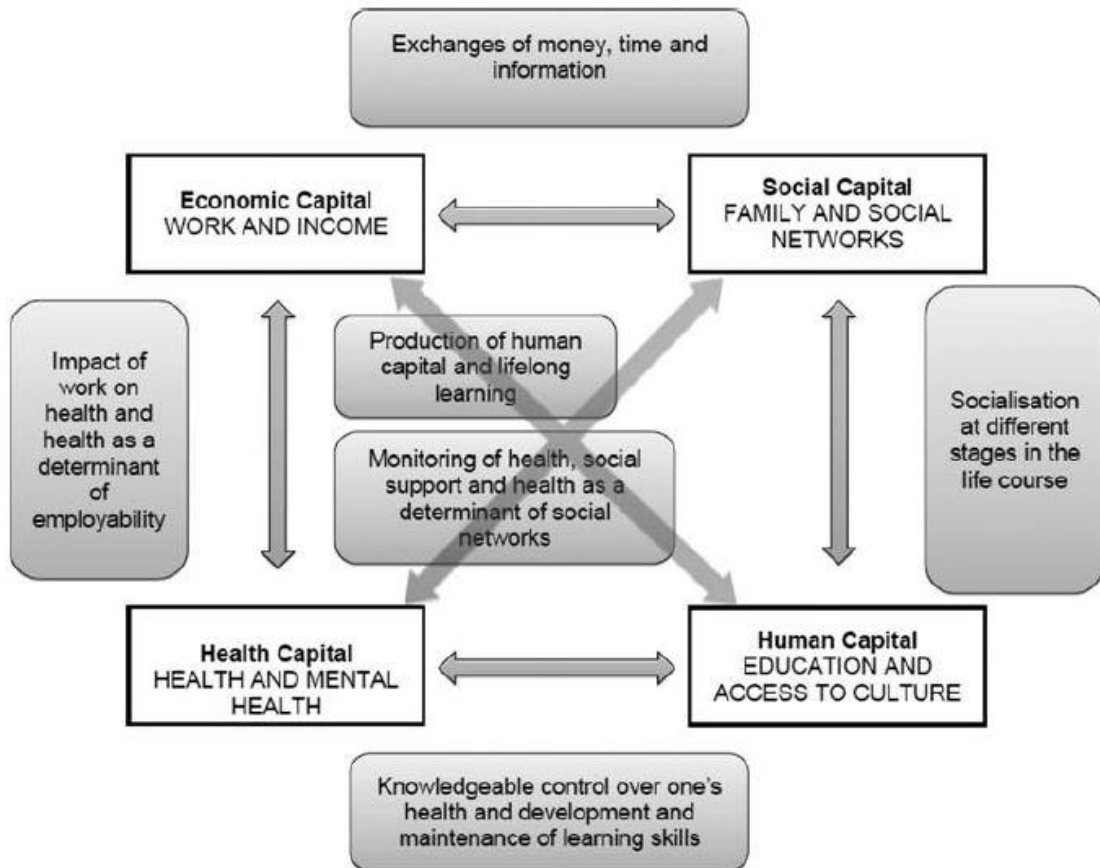 Exchanges of money, time and
information
Economic Capital
WORK AND INCOME
Social Capital
FAMILY AND SOCIAL
NETWORKS
Impact of
work on
health and
health as a
determinant
of
employability
Production of human
capital and lifelong
learning
Monitoring of health, social
support and health as a
determinant of social
networks
Socialisation
at different
stages in the
life course
Health Capital
HEALTH AND MENTAL
HEALTH
Human Capital
EDUCATION AND
ACCESS TO CULTURE
Knowledgeable control over one's
health and development and
maintenance of learning skills